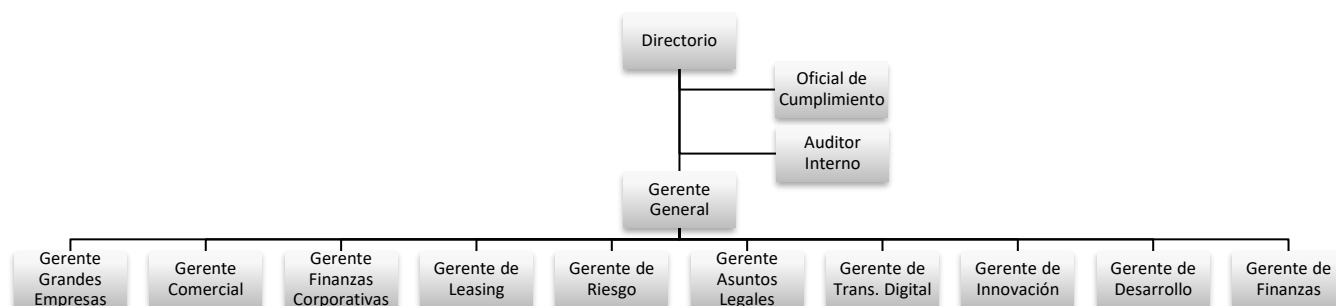 Directorio
Oficial de
Cumplimiento
Auditor
Interno
Gerente
General
Gerente
Grandes
Empresas
Gerente
Comercial
Gerente
Finanzas
Corporativas
Gerente de
Leasing
Gerente de
Riesgo
Gerente
Asuntos
Legales
Gerente de
Trans. Digital
Gerente de
Innovación
Gerente de
Desarrollo
Gerente de
Finanzas